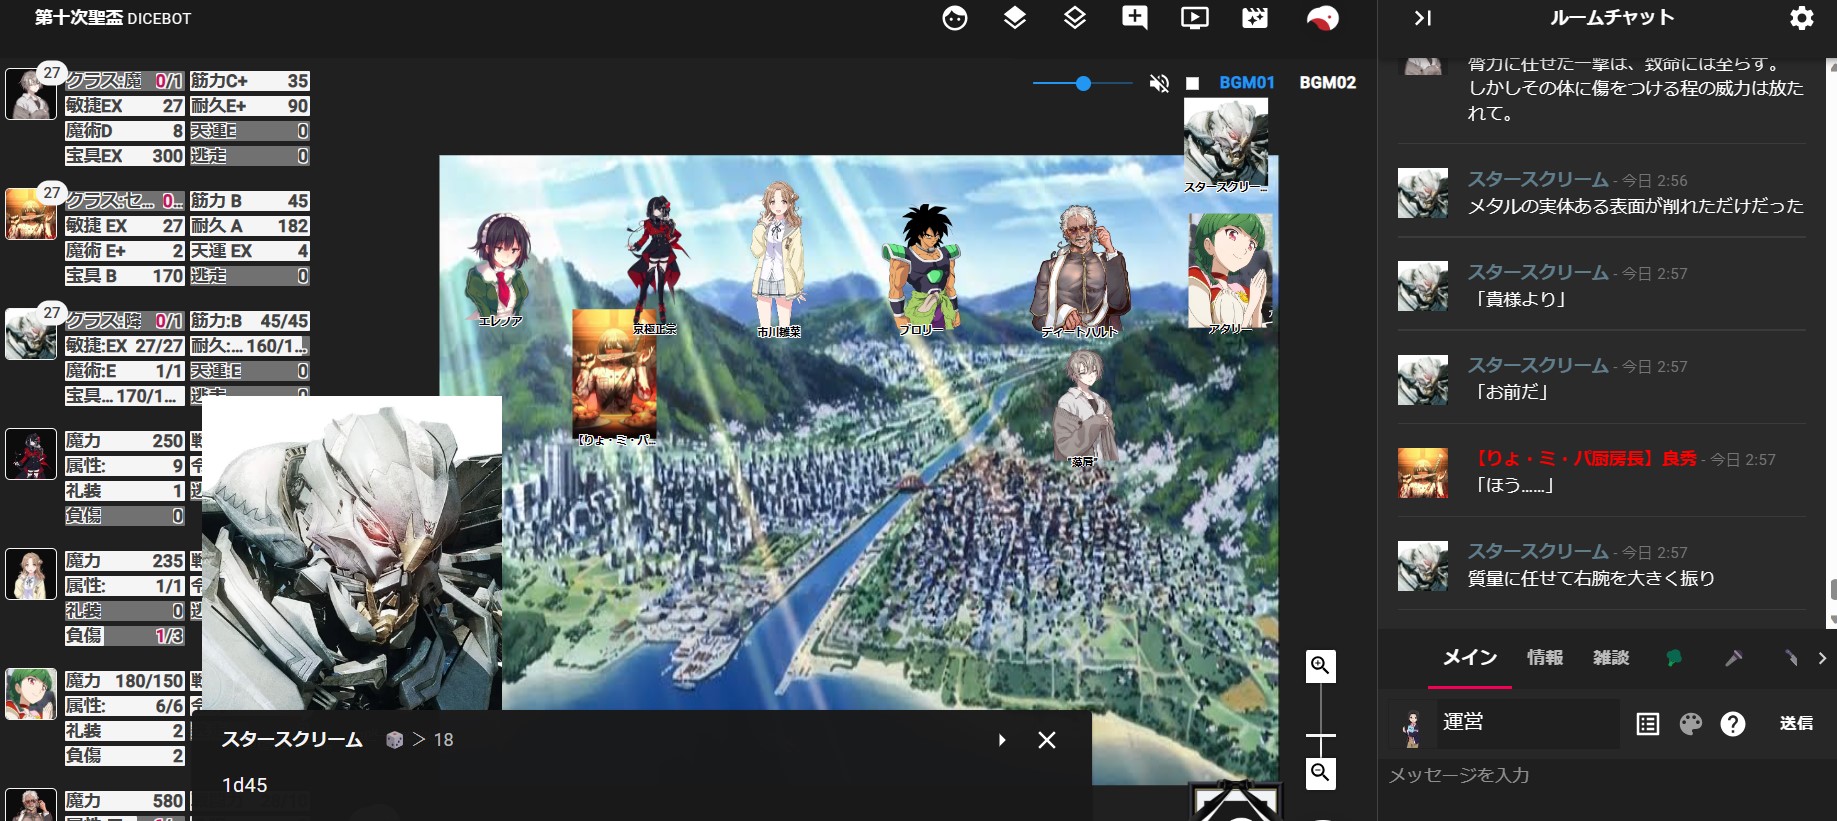 第十次聖盃 DICEBOT
ルームチャット
BGM01 BGM02
27
クラス:魔 0/1 筋力C+ 35
敏捷EX 27 耐久E+ 90
魔術D 8 天運E 0
宝具EX 300 逃走 0
27
クラス:セ... 0... 筋力 B 45
敏捷 EX 27 耐久 A 182
魔術 E+ 2 天運 EX 4
宝具 B 170 逃走 0
27
クラス:降 0/1 筋力:B 45/45
敏捷:EX 27/27 耐久:... 160/1...
魔術:E 1/1 天運:E 0
宝具... 170/1...
魔力 250
属性: 9
礼装 1
負傷 0
魔力 235
属性: 1/1
礼装 0
負傷 1/3
魔力 180/150
属性: 6/6
礼装 2
負傷 2
魔力 580
スタースクリー...
エレノア
京極正宗
市川雛菜
ブロリー
ディートハルト
アタリー
【りょ・ミ・パ...
"藻屑"
スタースクリーム > 18
1d45
膂力に任せた一撃は、致命には至らず。
しかしその体に傷をつける程の威力は放た
れて。
スタースクリーム - 今日 2:56
メタルの実体ある表面が削れただけだった
スタースクリーム - 今日 2:57
「貴様より」
スタースクリーム - 今日 2:57
「お前だ」
【りょ・ミ・パ厨房長】良秀 - 今日 2:57
「ほう……」
スタースクリーム - 今日 2:57
質量に任せて右腕を大きく振り
メイン 情報 雑談
運営
送信
メッセージを入力